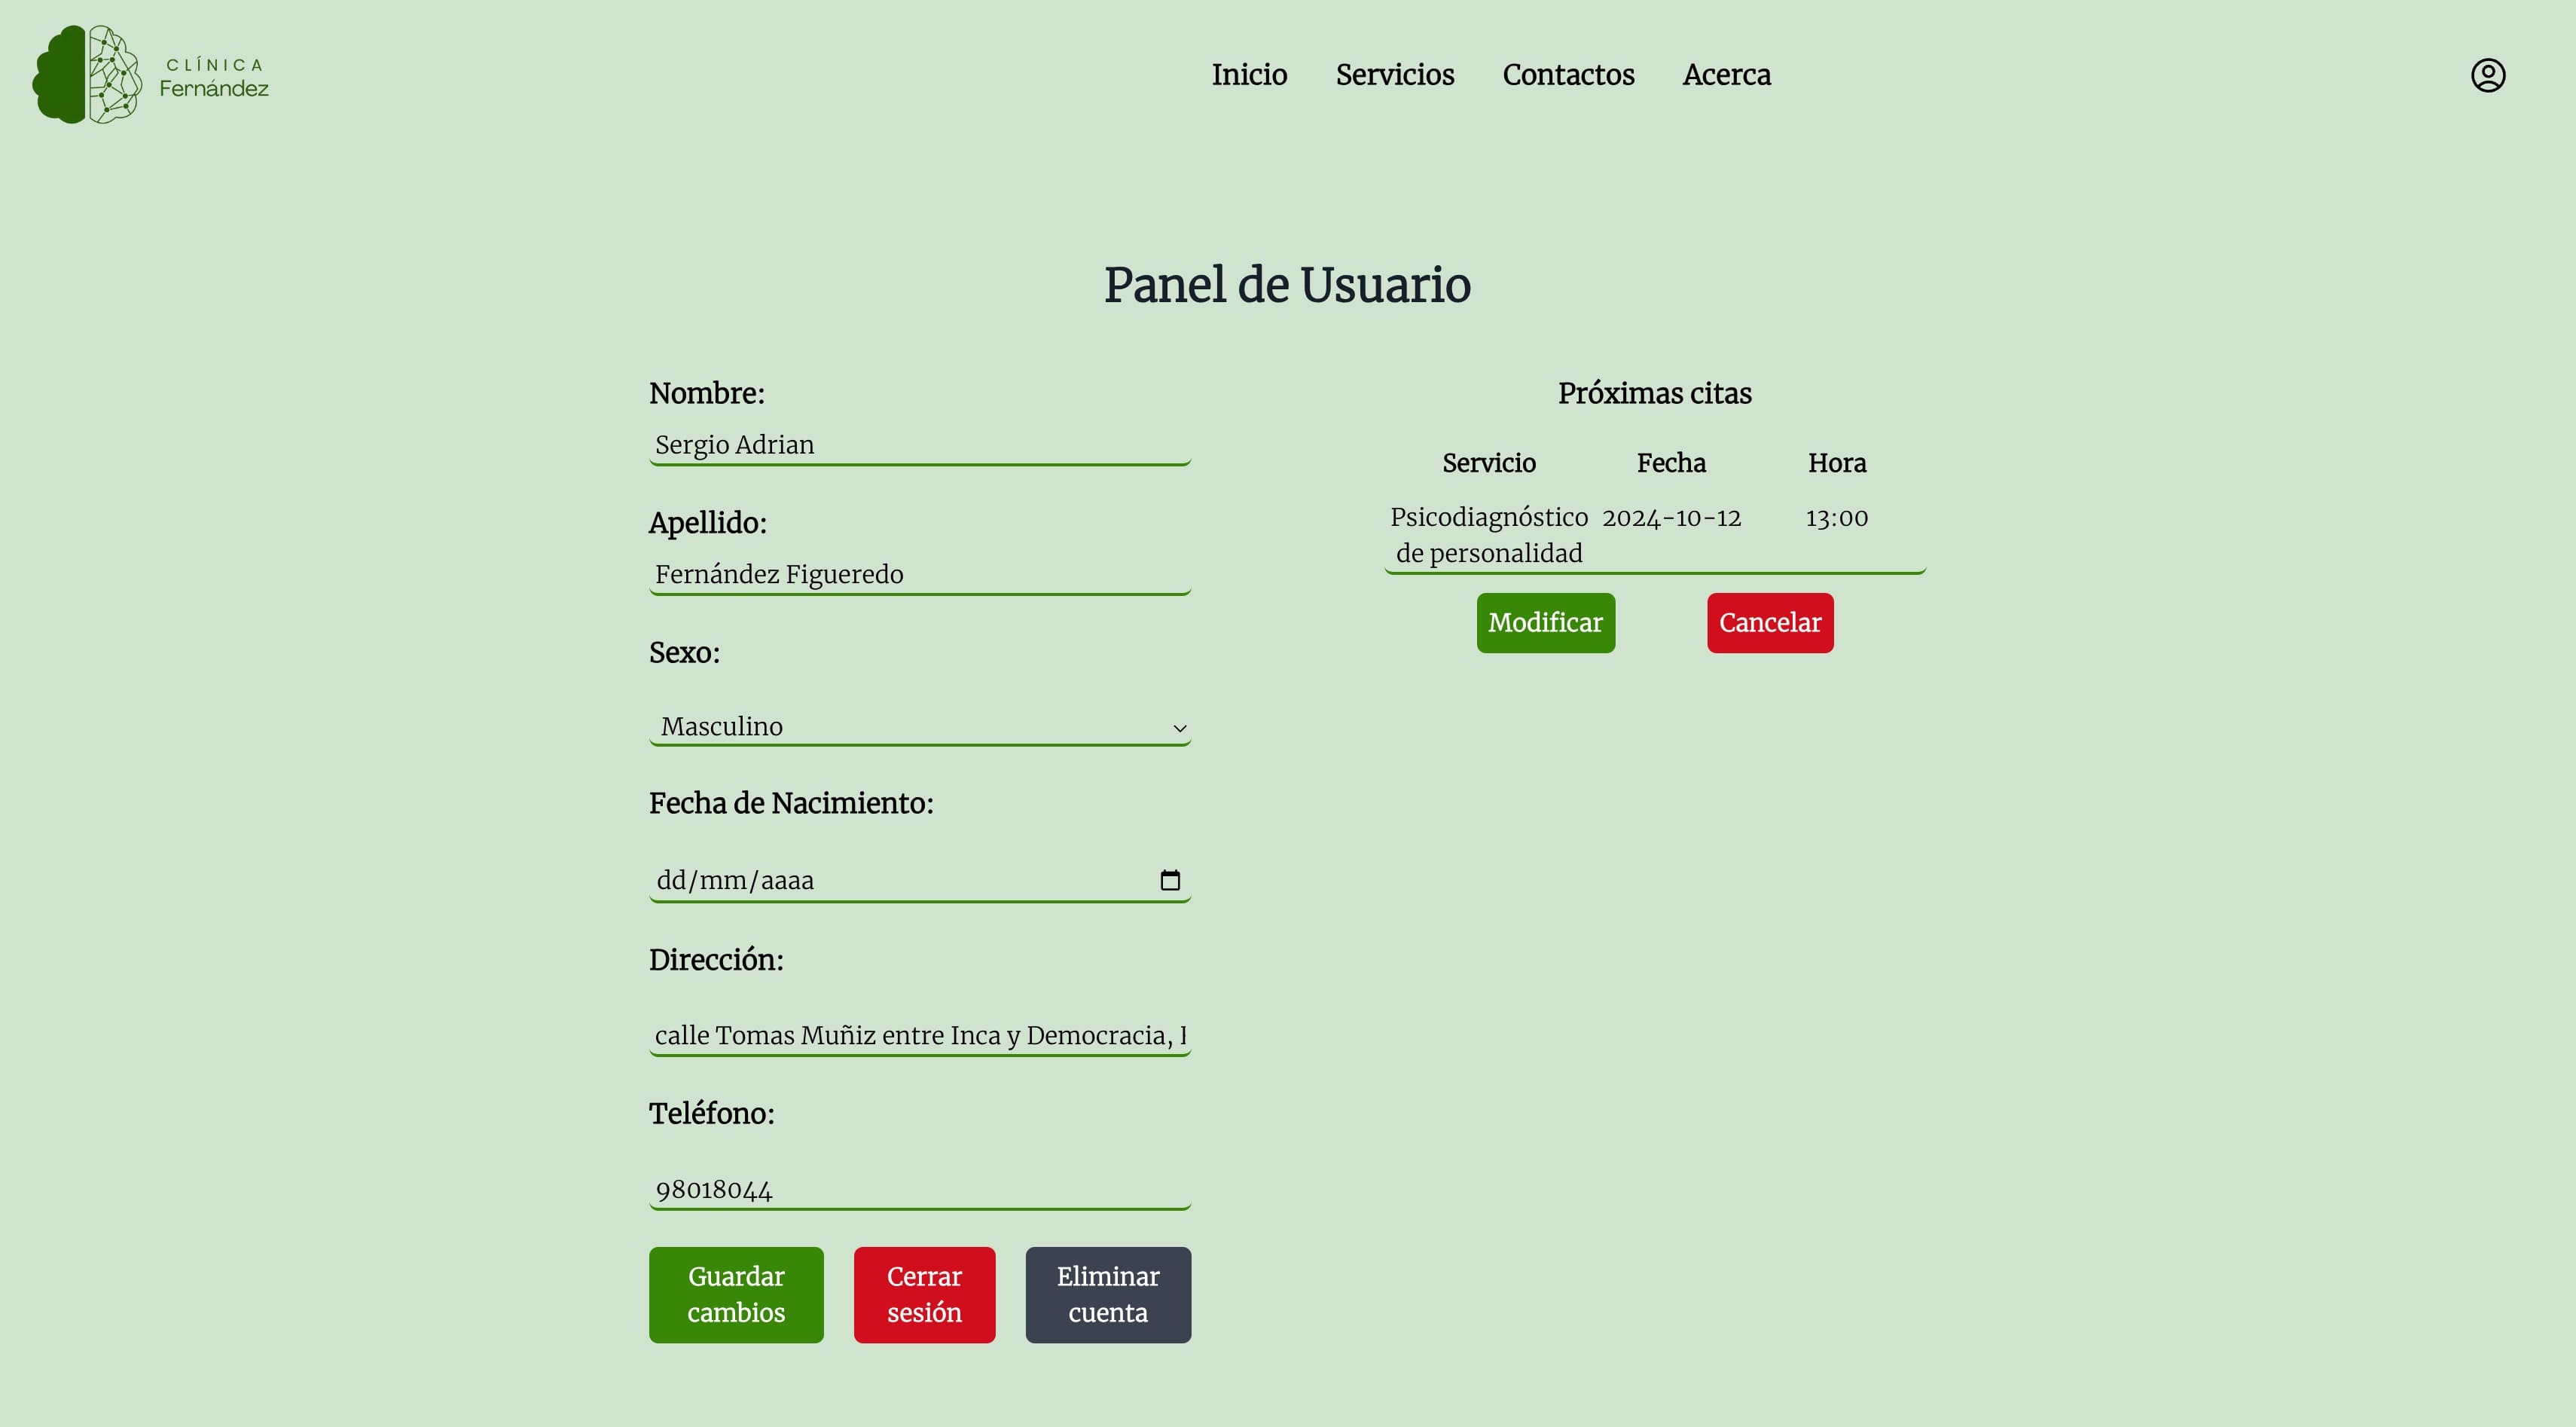 CLÍNICA
Fernández
Inicio Servicios Contactos Acerca
Panel de Usuario
Nombre:
Sergio Adrian
Apellido:
Fernández Figueredo
Sexo:
Masculino
Fecha de Nacimiento:
dd/mm/aaaa
Dirección:
calle Tomas Muñiz entre Inca y Democracia,
Teléfono:
98018044
Guardar
cambios
Cerrar
sesión
Eliminar
cuenta
Próximas citas
Servicio Fecha Hora
Psicodiagnóstico 2024-10-12 13:00
de personalidad
Modificar Cancelar